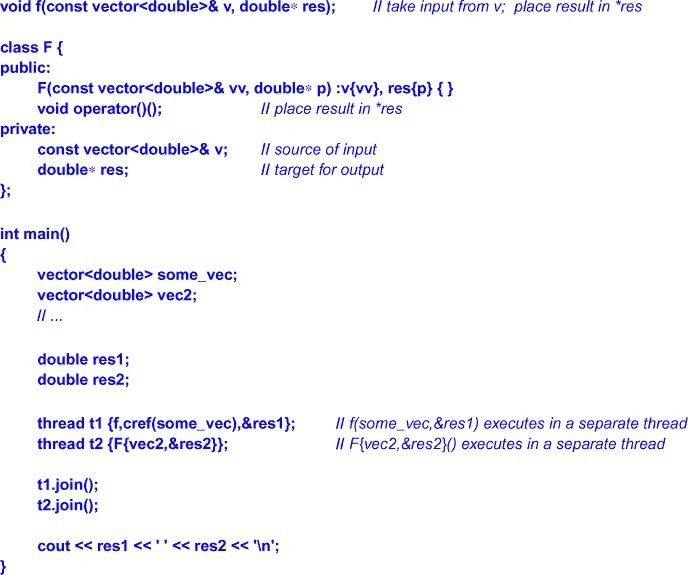 void f(const vector<double>& v, double∗ res); // take input from v; place result in *res
class F {
public:
F(const vector<double>& vv, double∗ p) :v{vv}, res{p} { }
void operator()(); // place result in *res
private:
const vector<double>& v; // source of input
double∗ res; // target for output
};
int main()
{
vector<double> some_vec;
vector<double> vec2;
// ...
double res1;
double res2;
thread t1 {f,cref(some_vec),&res1}; // f(some_vec,&res1) executes in a separate thread
thread t2 {F{vec2,&res2}}; // F{vec2,&res2}() executes in a separate thread
t1.join();
t2.join();
cout << res1 << ' ' << res2 << '\n';
}